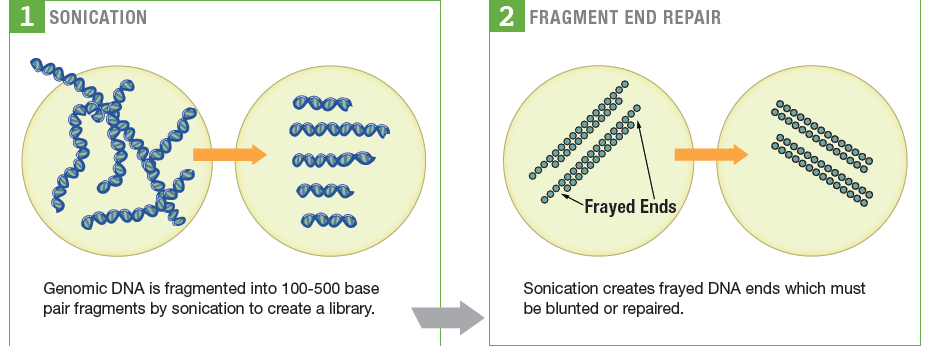 1 SONICATION
Genomic DNA is fragmented into 100-500 base
pair fragments by sonication to create a library.
2 FRAGMENT END REPAIR
Frayed Ends
Sonication creates frayed DNA ends which must
be blunted or repaired.